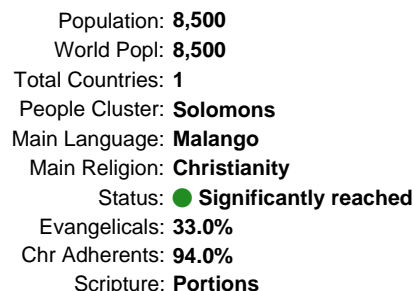 Population: 8,500
World Popl: 8,500
Total Countries: 1
People Cluster: Solomons
Main Language: Malango
Main Religion: Christianity
Status: Significantly reached
Evangelicals: 33.0%
Chr Adherents: 94.0%
Scripture: Portions